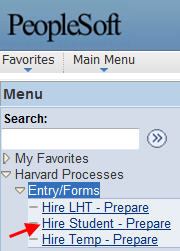 PeopleSoft
Favorites Main Menu
Menu
Search:
My Favorites
Harvard Processes
Entry/Forms
Hire LHT - Prepare
Hire Student - Prepare
Hire Temp - Prepare